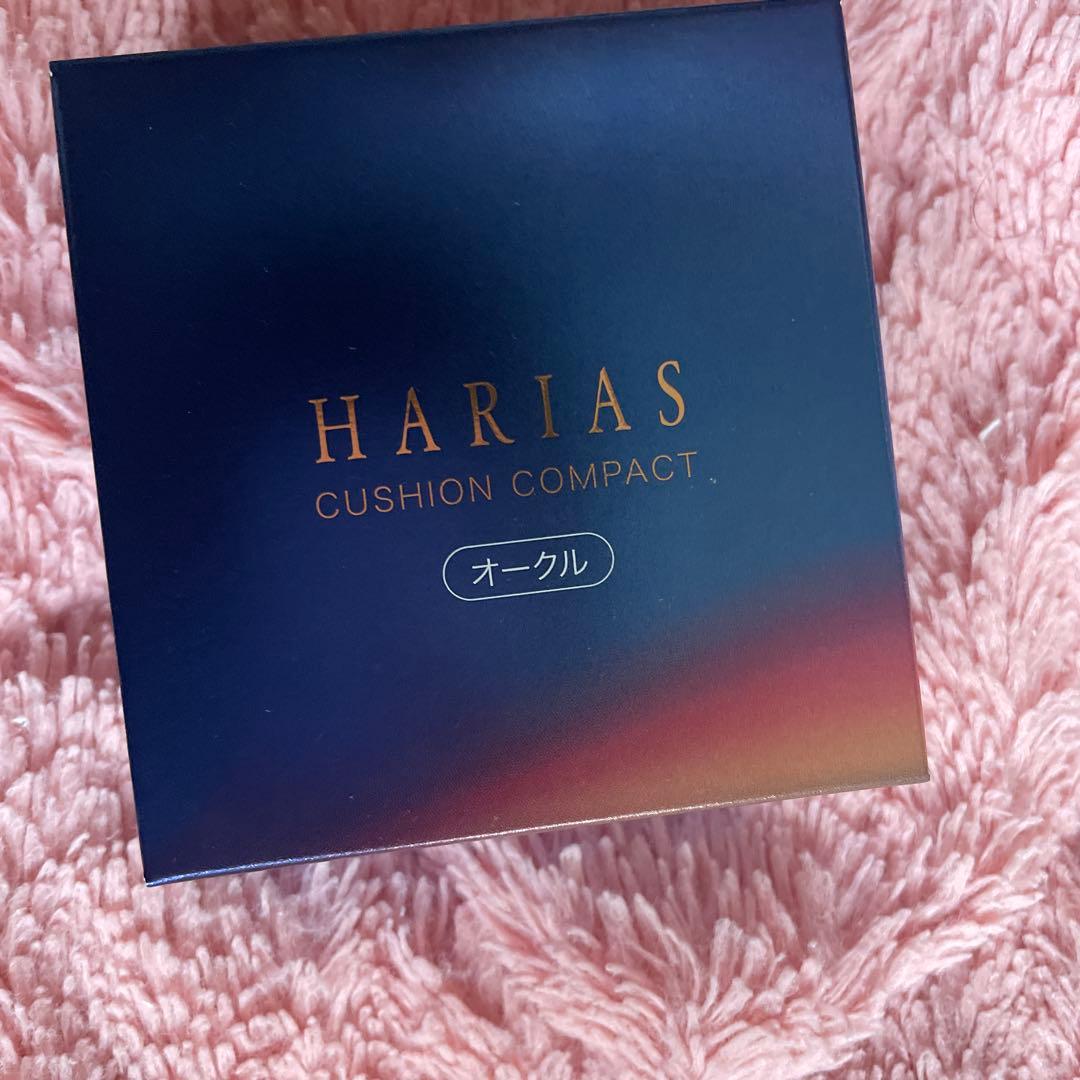 HARIAS
CUSHION COMPACT
オークル